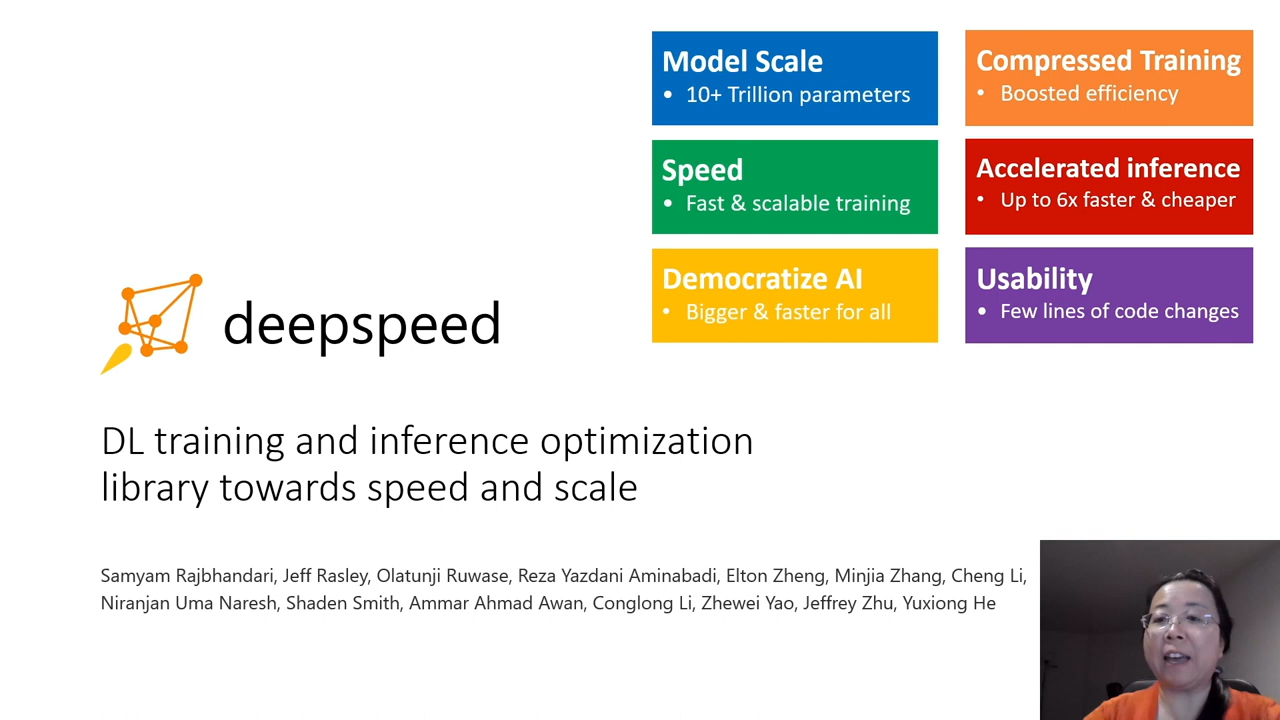 Model Scale
• 10+ Trillion parameters
Compressed Training
• Boosted efficiency
Speed
• Fast & scalable training
Accelerated inference
• Up to 6x faster & cheaper
Democratize AI
• Bigger & faster for all
Usability
• Few lines of code changes
deepspeed
DL training and inference optimization
library towards speed and scale
Samyam Rajbhandari, Jeff Rasley, Olatunji Ruwase, Reza Yazdani Aminabadi, Elton Zheng, Minjia Zhang, Cheng Li,
Niranjan Uma Naresh, Shaden Smith, Ammar Ahmad Awan, Conglong Li, Zhewei Yao, Jeffrey Zhu, Yuxiong He